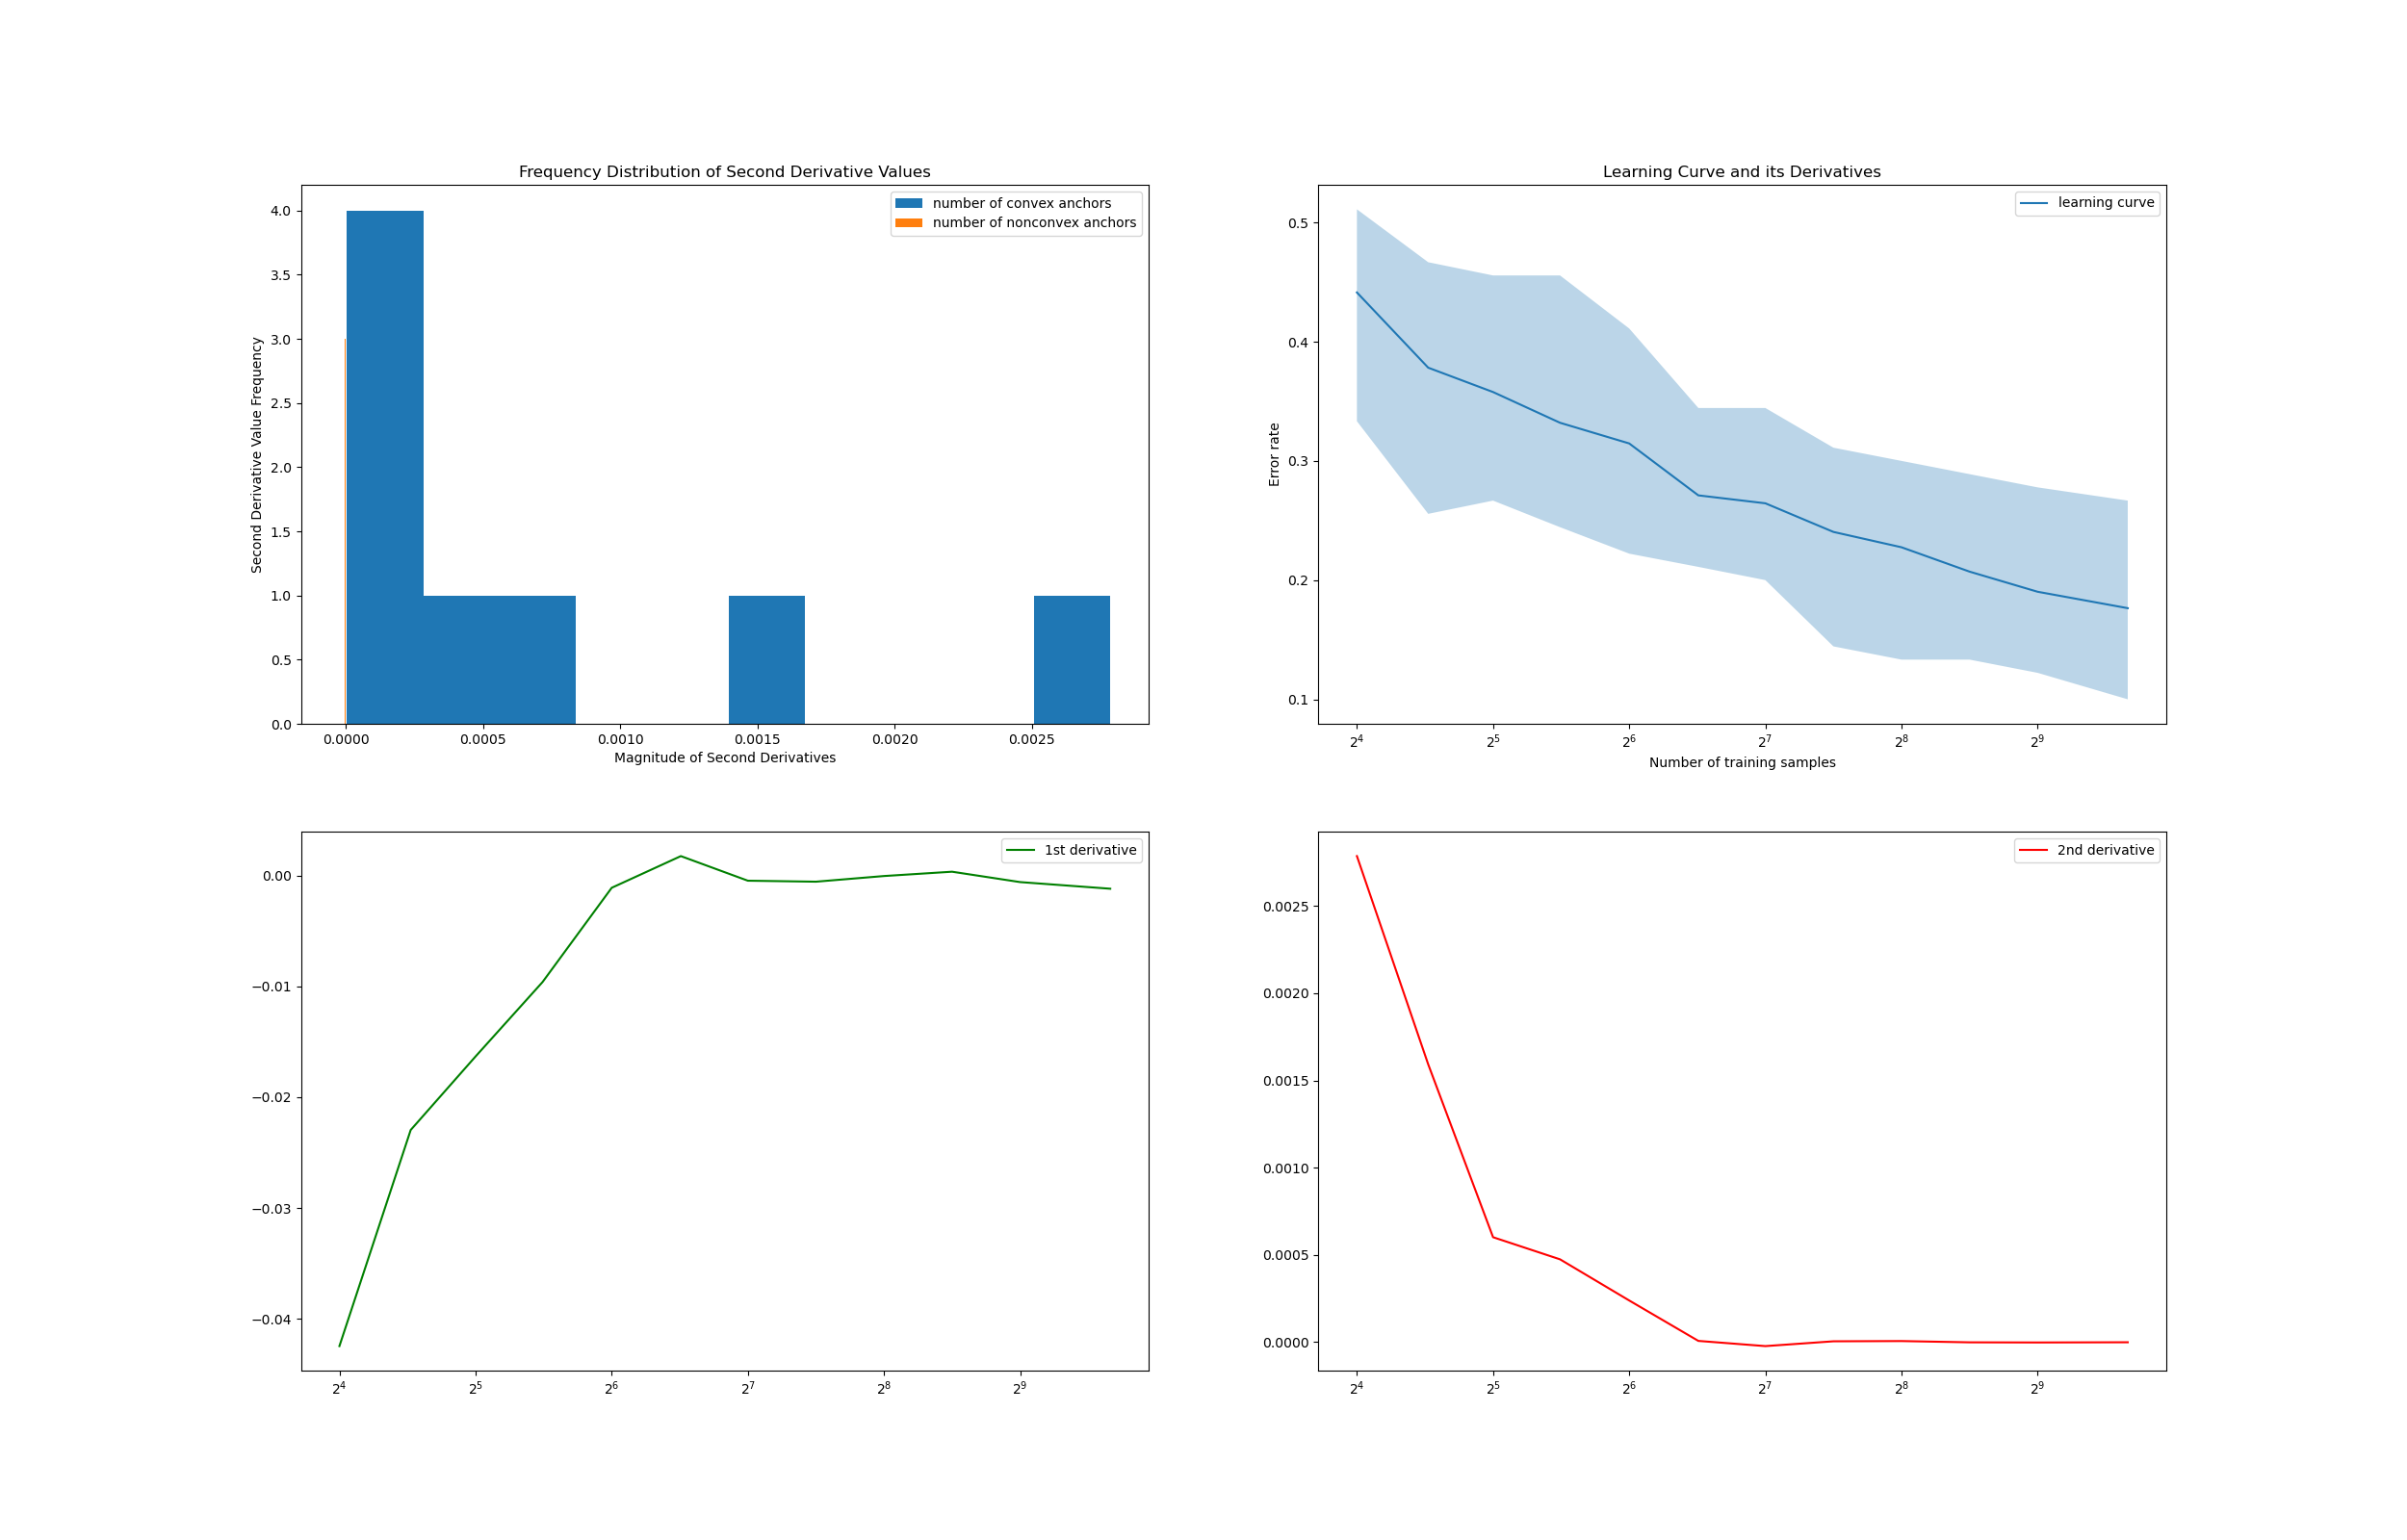 Frequency Distribution of Second Derivative Values
number of convex anchors
number of nonconvex anchors
4.0
3.5
3.0
2.5
2.0
1.5
1.0
0.5
0.0
Second Derivative Value Frequency
0.0000 0.0005 0.0010 0.0015 0.0020 0.0025
Magnitude of Second Derivatives
Learning Curve and its Derivatives
learning curve
0.5
0.4
0.3
0.2
0.1
Error rate
2⁴ 2⁵ 2⁶ 2⁷ 2⁸ 2⁹
Number of training samples
1st derivative
0.00
−0.01
−0.02
−0.03
−0.04
2⁴ 2⁵ 2⁶ 2⁷ 2⁸ 2⁹
2nd derivative
0.0025
0.0020
0.0015
0.0010
0.0005
0.0000
2⁴ 2⁵ 2⁶ 2⁷ 2⁸ 2⁹